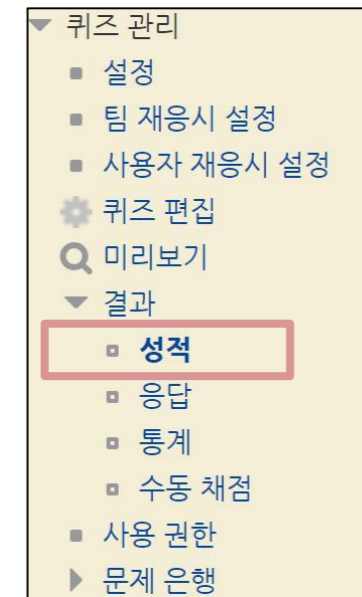 퀴즈 관리
설정
팀 재응시 설정
사용자 재응시 설정
퀴즈 편집
미리보기
결과
성적
응답
통계
수동 채점
사용 권한
문제 은행